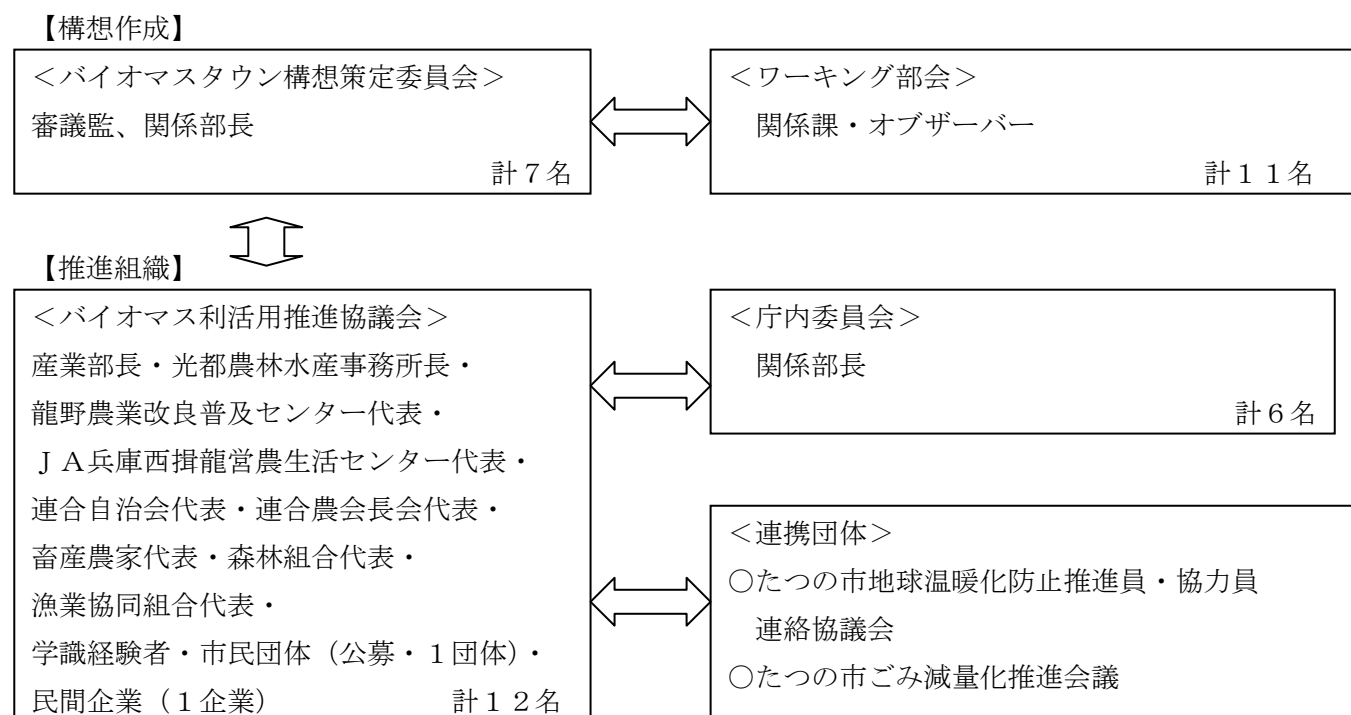 【構想作成】
＜バイオマスタウン構想策定委員会＞
審議監、関係部長
計７名
＜ワーキング部会＞
関係課・オブザーバー
計１１名
【推進組織】
＜バイオマス利活用推進協議会＞
産業部長・光都農林水産事務所長・
龍野農業改良普及センター代表・
ＪＡ兵庫西揖龍営農生活センター代表・
連合自治会代表・連合農会長会代表・
畜産農家代表・森林組合代表・
漁業協同組合代表・
学識経験者・市民団体（公募・１団体）・
民間企業（１企業）　計１２名
＜庁内委員会＞
関係部長
計６名
＜連携団体＞
○たつの市地球温暖化防止推進員・協力員
連絡協議会
○たつの市ごみ減量化推進会議